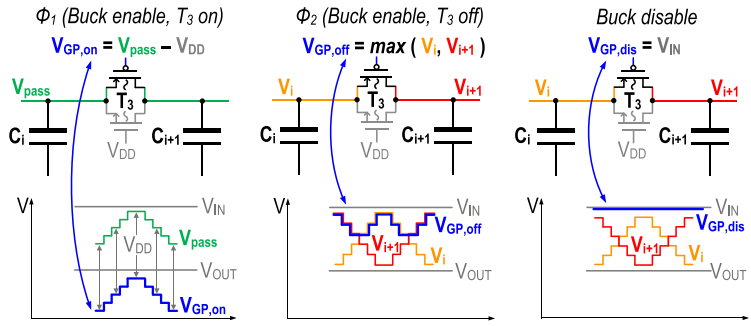 Φ1 (Buck enable, T3 on)
VGP,on = Vpass − VDD
Vpass
T3
Ci
Ci+1
VDD
V
VIN
Vpass
VDD
VOUT
VGP,on
Φ2 (Buck enable, T3 off)
VGP,off = max ( Vi, Vi+1 )
Vi
Vi+1
T3
Ci
Ci+1
VDD
VIN
VGP,off
Vi+1
Vi
VOUT
Buck disable
VGP,dis = VIN
Vi
Vi+1
T3
Ci
Ci+1
VDD
VIN
VGP,dis
Vi+1
Vi
VOUT